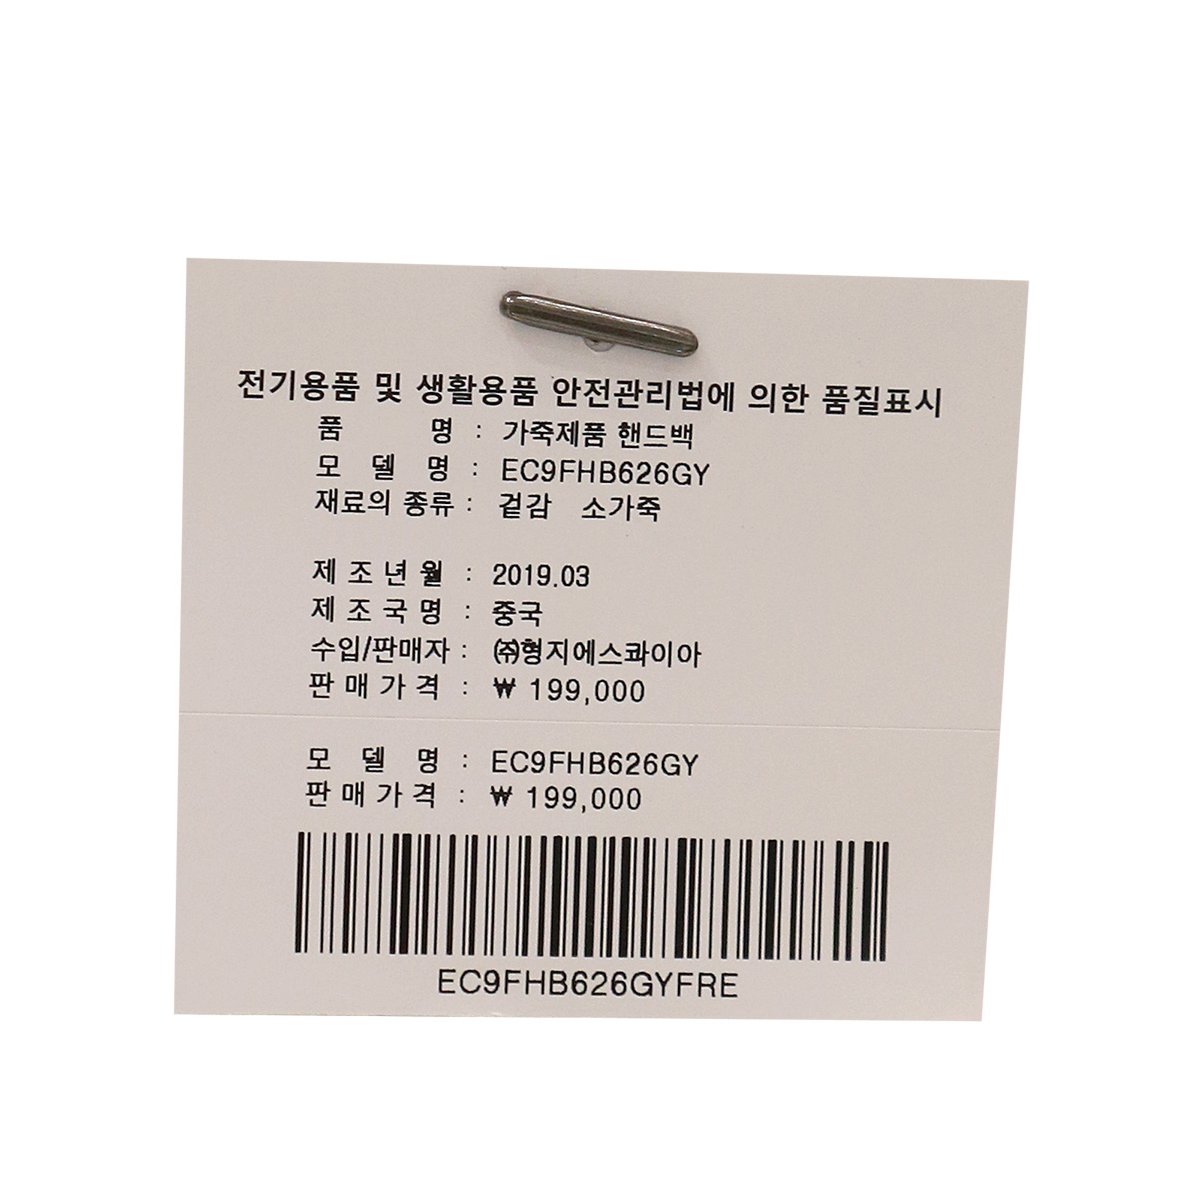 전기용품 및 생활용품 안전관리법에 의한 품질표시
품 명 : 가죽제품 핸드백
모 델 명 : EC9FHB626GY
재료의 종류 : 겉감 소가죽
제 조 년 월 : 2019.03
제 조 국 명 : 중국
수입/판매자 : ㈜형지에스콰이아
판 매 가 격 : ₩ 199,000
모 델 명 : EC9FHB626GY
판 매 가 격 : ₩ 199,000
EC9FHB626GYFRE